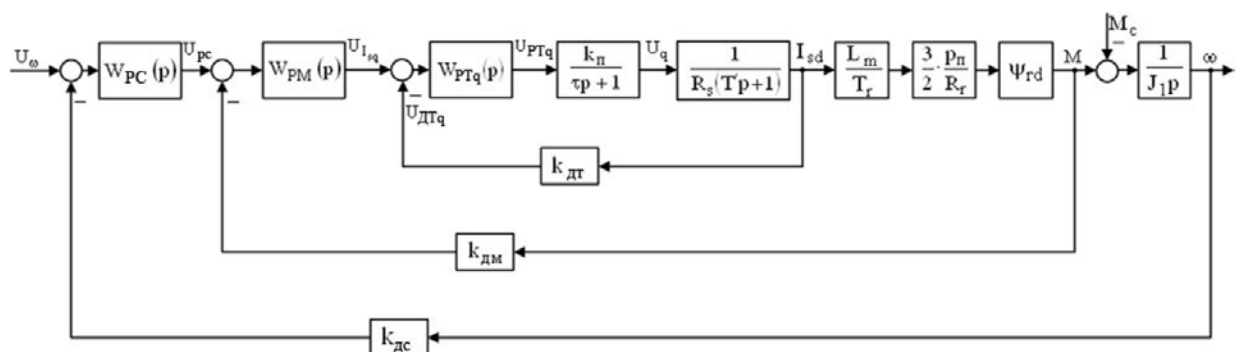 U_ω
W_PC (p)
U_pc
W_PM (p)
U_I_sq
W_PTq (p)
U_PTq
k_п / τp + 1
U_q
1 / R_s (T'p + 1)
I_sd
L_m / T_r
3/2 · p_п / R_r
Ψ_rd
M
M_c
1 / J_1 p
ω
U_ДТq
k_дт
k_дм
k_дс